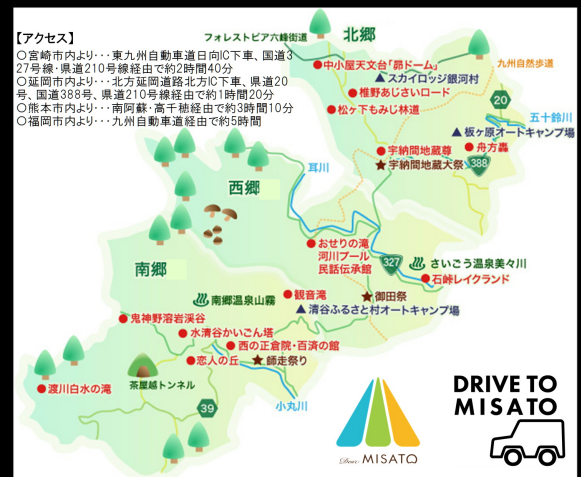 【アクセス】
○宮崎市内より・・・東九州自動車道日向IC下車、国道3
27号線・県道210号線経由で約2時間40分
○延岡市内より・・・北方延岡道路北方IC下車、県道20
号、国道388号、県道210号線経由で約1時間20分
○熊本市内より・・・南阿蘇・高千穂経由で約3時間10分
○福岡市内より・・・九州自動車道経由で約5時間
フォレストピア六峰街道
北郷
中小屋天文台「昴ドーム」
九州自然歩道
スカイロッジ銀河村
椎野あじさいロード
20
松ヶ下もみじ林道
五十鈴川
板ヶ原オートキャンプ場
舟方轟
宇納間地蔵尊
宇納間地蔵大祭
388
耳川
西郷
おせりの滝
河川プール
民話伝承館
327
さいごう温泉美々川
石峠レイクランド
南郷
南郷温泉山霧
観音滝
御田祭
清谷ふるさと村オートキャンプ場
鬼神野溶岩渓谷
水清谷かいごん塔
西の正倉院・百済の館
恋人の丘
師走祭り
茶屋越トンネル
渡川白水の滝
39
小丸川
Dear MISATO
DRIVE TO
MISATO